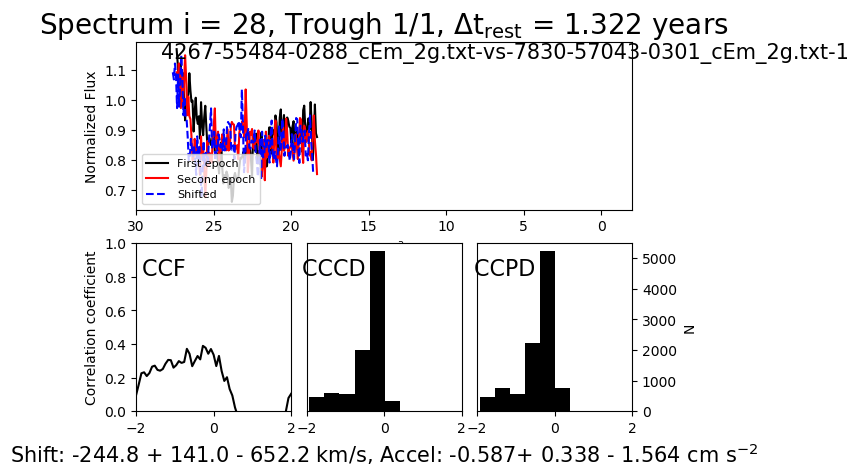 Spectrum i = 28, Trough 1/1, Δt_rest = 1.322 years
4267-55484-0288_cEm_2g.txt-vs-7830-57043-0301_cEm_2g.txt-1
Normalized Flux
1.1
1.0
0.9
0.8
0.7
First epoch
Second epoch
Shifted
30 25 20 15 10 5 0
Correlation coefficient
1.0
0.8
0.6
0.4
0.2
0.0
CCF
CCCD
CCPD
5000
4000
3000
2000
1000
0
N
−2 0 2
−2 0 2
−2 0 2
Shift: -244.8 + 141.0 - 652.2 km/s, Accel: -0.587+ 0.338 - 1.564 cm s⁻²